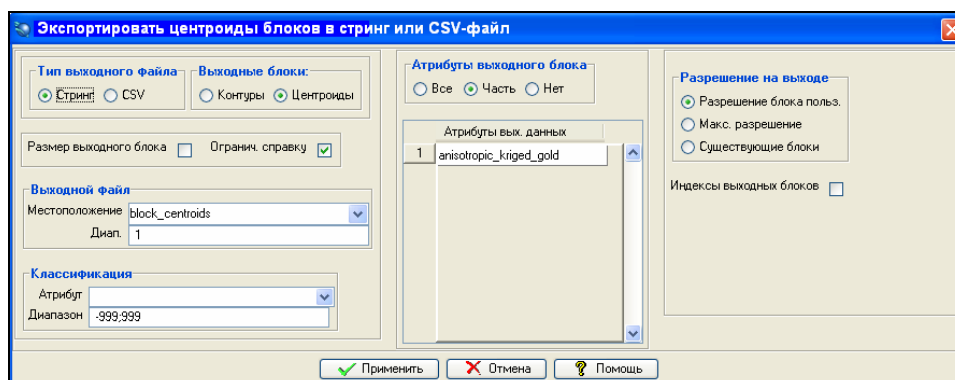 Экспортировать центроиды блоков в стринг или CSV-файл
Тип выходного файла
Стринг CSV
Выходные блоки:
Контуры Центроиды
Размер выходного блока Огранич. справку
Выходной файл
Местоположение block_centroids
Диап. 1
Классификация
Атрибут
Диапазон -999;999
Атрибуты выходного блока
Все Часть Нет
Атрибуты вых. данных
1 anisotropic_kriged_gold
Разрешение на выходе
Разрешение блока польз.
Макс. разрешение
Существующие блоки
Индексы выходных блоков
Применить Отмена Помощь